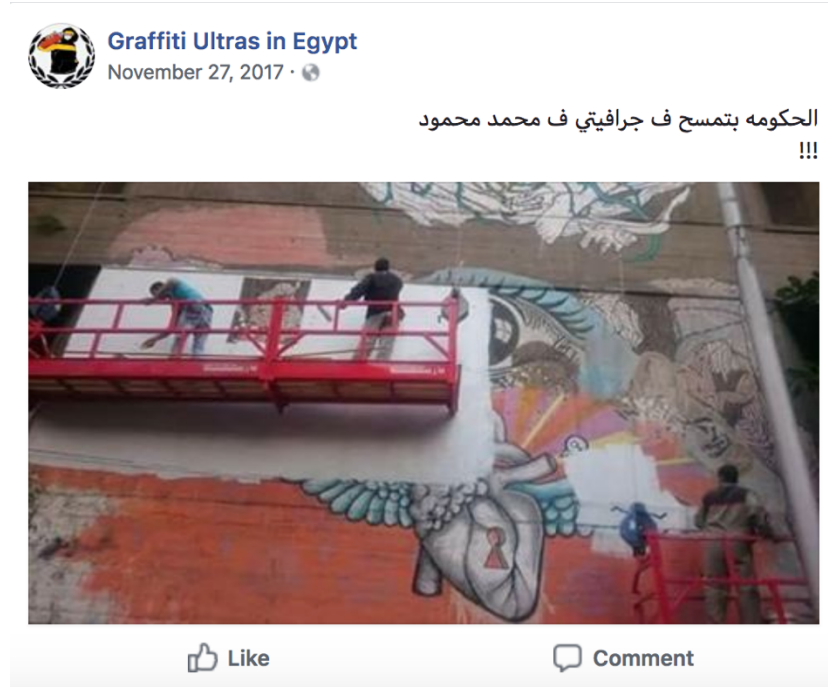 Graffiti Ultras in Egypt
November 27, 2017 ·
الحكومه بتمسح ف جرافيتي ف محمد محمود
!!!
Like
Comment